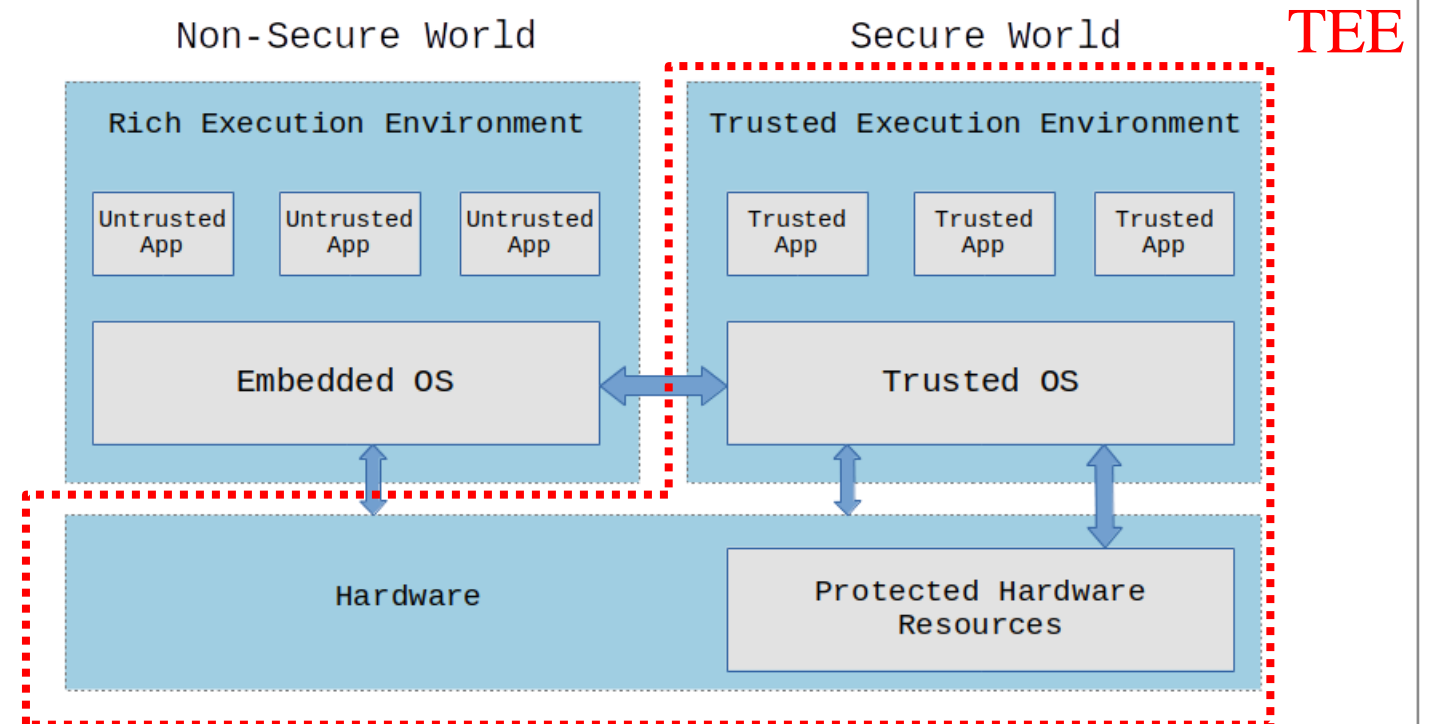 Non-Secure World
Secure World
TEE
Rich Execution Environment
Trusted Execution Environment
Untrusted
App
Untrusted
App
Untrusted
App
Trusted
App
Trusted
App
Trusted
App
Embedded OS
Trusted OS
Hardware
Protected Hardware
Resources